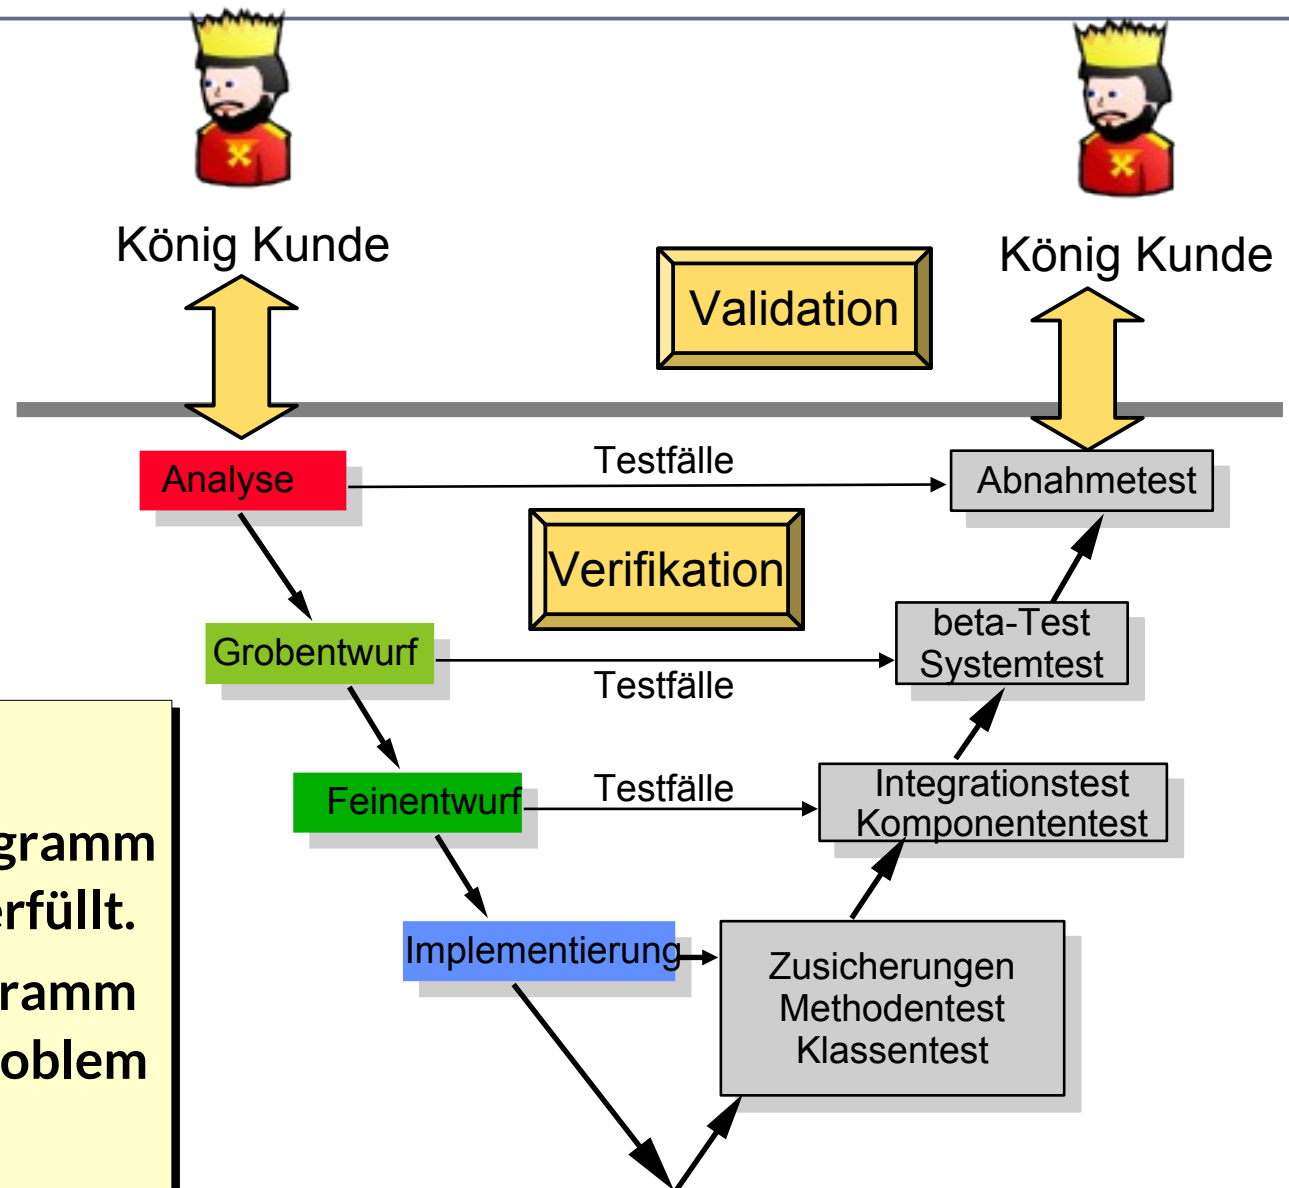 König Kunde
König Kunde
Validation
Analyse
Testfälle
Abnahmetest
Verifikation
Grobentwurf
Testfälle
beta-Test
Systemtest
Feinentwurf
Testfälle
Integrationstest
Komponententest
Implementierung
Zusicherungen
Methodentest
Klassentest
gramm
erfüllt.
ramm
oblem